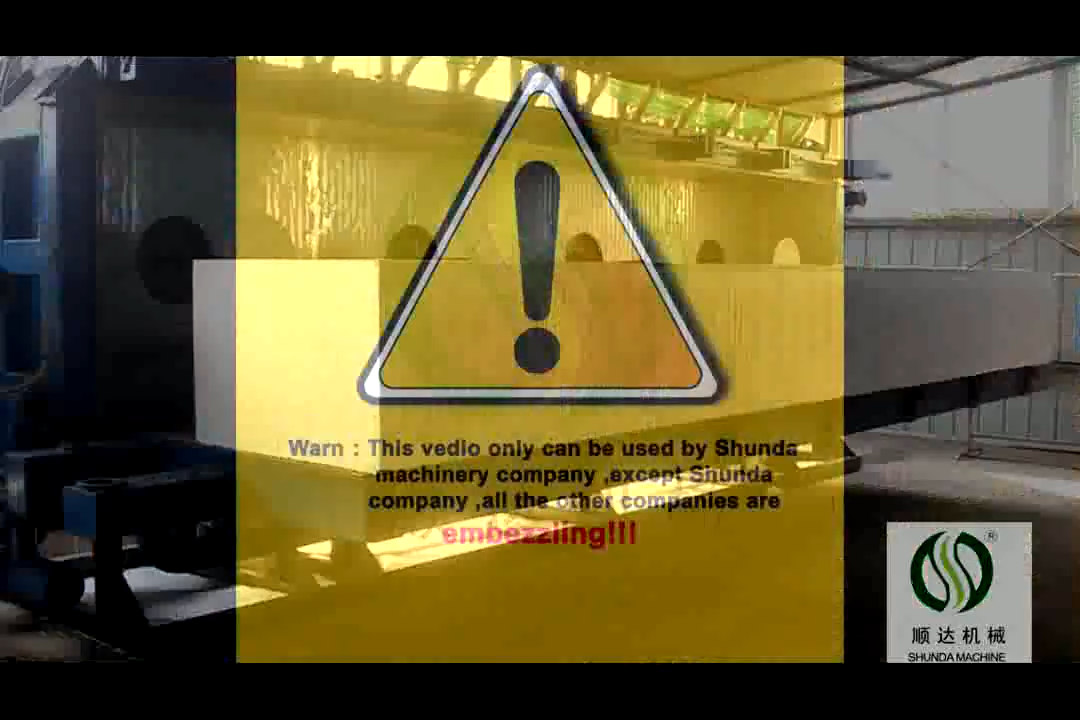 Warn : This vedio only can be used by Shunda
machinery company ,except Shunda
company ,all the other companies are
embezzling!!!
®
顺达机械
SHUNDA MACHINE